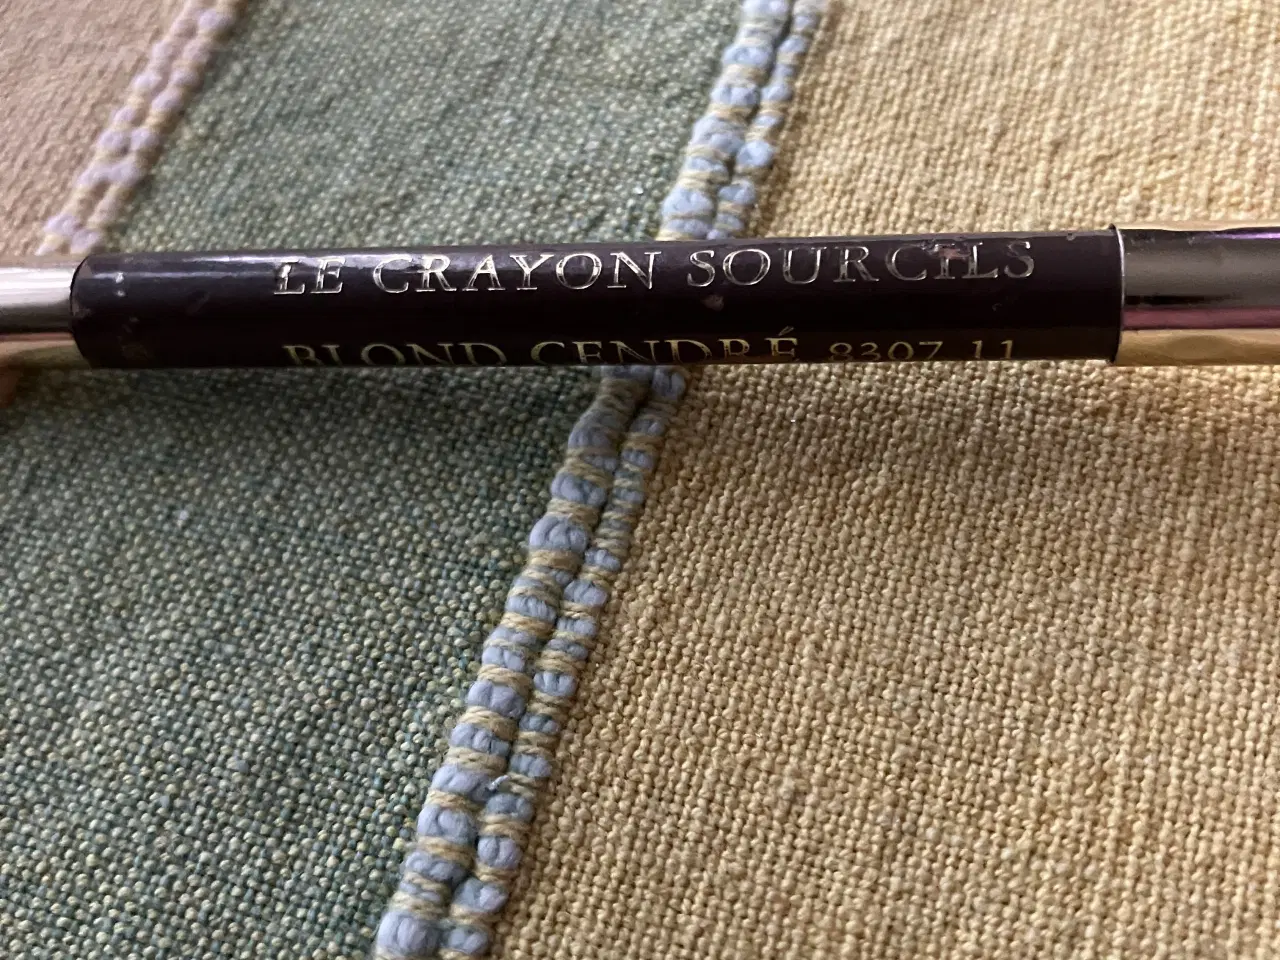 LE CRAYON SOURCILS
BLOND CENDRÉ 8307 11